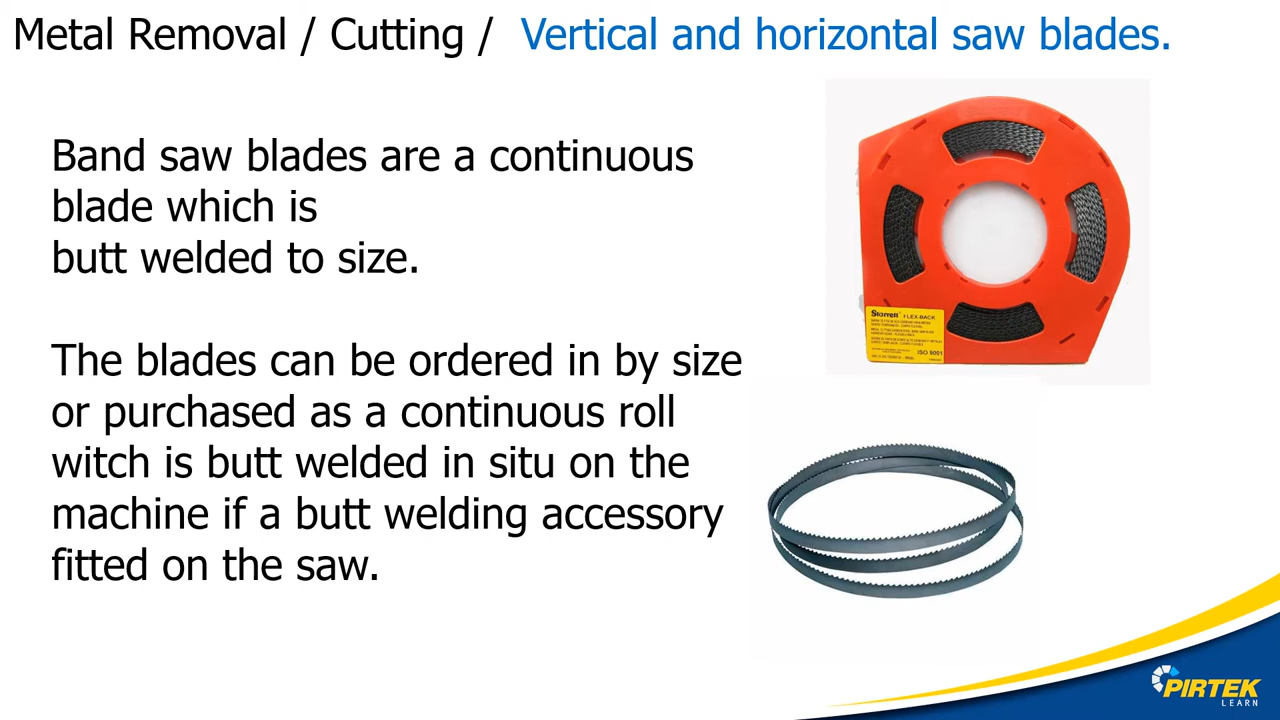 Metal Removal / Cutting / Vertical and horizontal saw blades.
Band saw blades are a continuous
blade which is
butt welded to size.
The blades can be ordered in by size
or purchased as a continuous roll
witch is butt welded in situ on the
machine if a butt welding accessory
fitted on the saw.
Starrett FLEX-BACK
ISO 9001
PIRTEK
LEARN